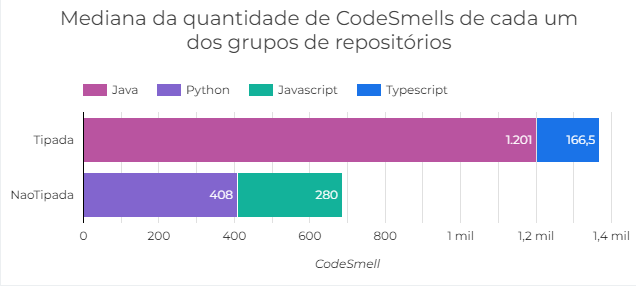 Mediana da quantidade de CodeSmells de cada um
dos grupos de repositórios
Java Python Javascript Typescript
Tipada 1.201 166,5
NaoTipada 408 280
0 200 400 600 800 1 mil 1,2 mil 1,4 mil
CodeSmell